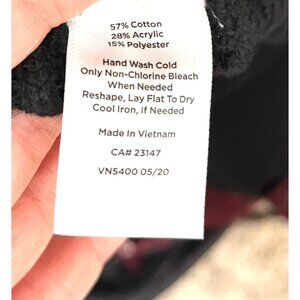 57% Cotton
28% Acrylic
15% Polyester
Hand Wash Cold
Only Non-Chlorine Bleach
When Needed
Reshape, Lay Flat To Dry
Cool Iron, If Needed
Made in Vietnam
CA# 23147
VN5400 05/20